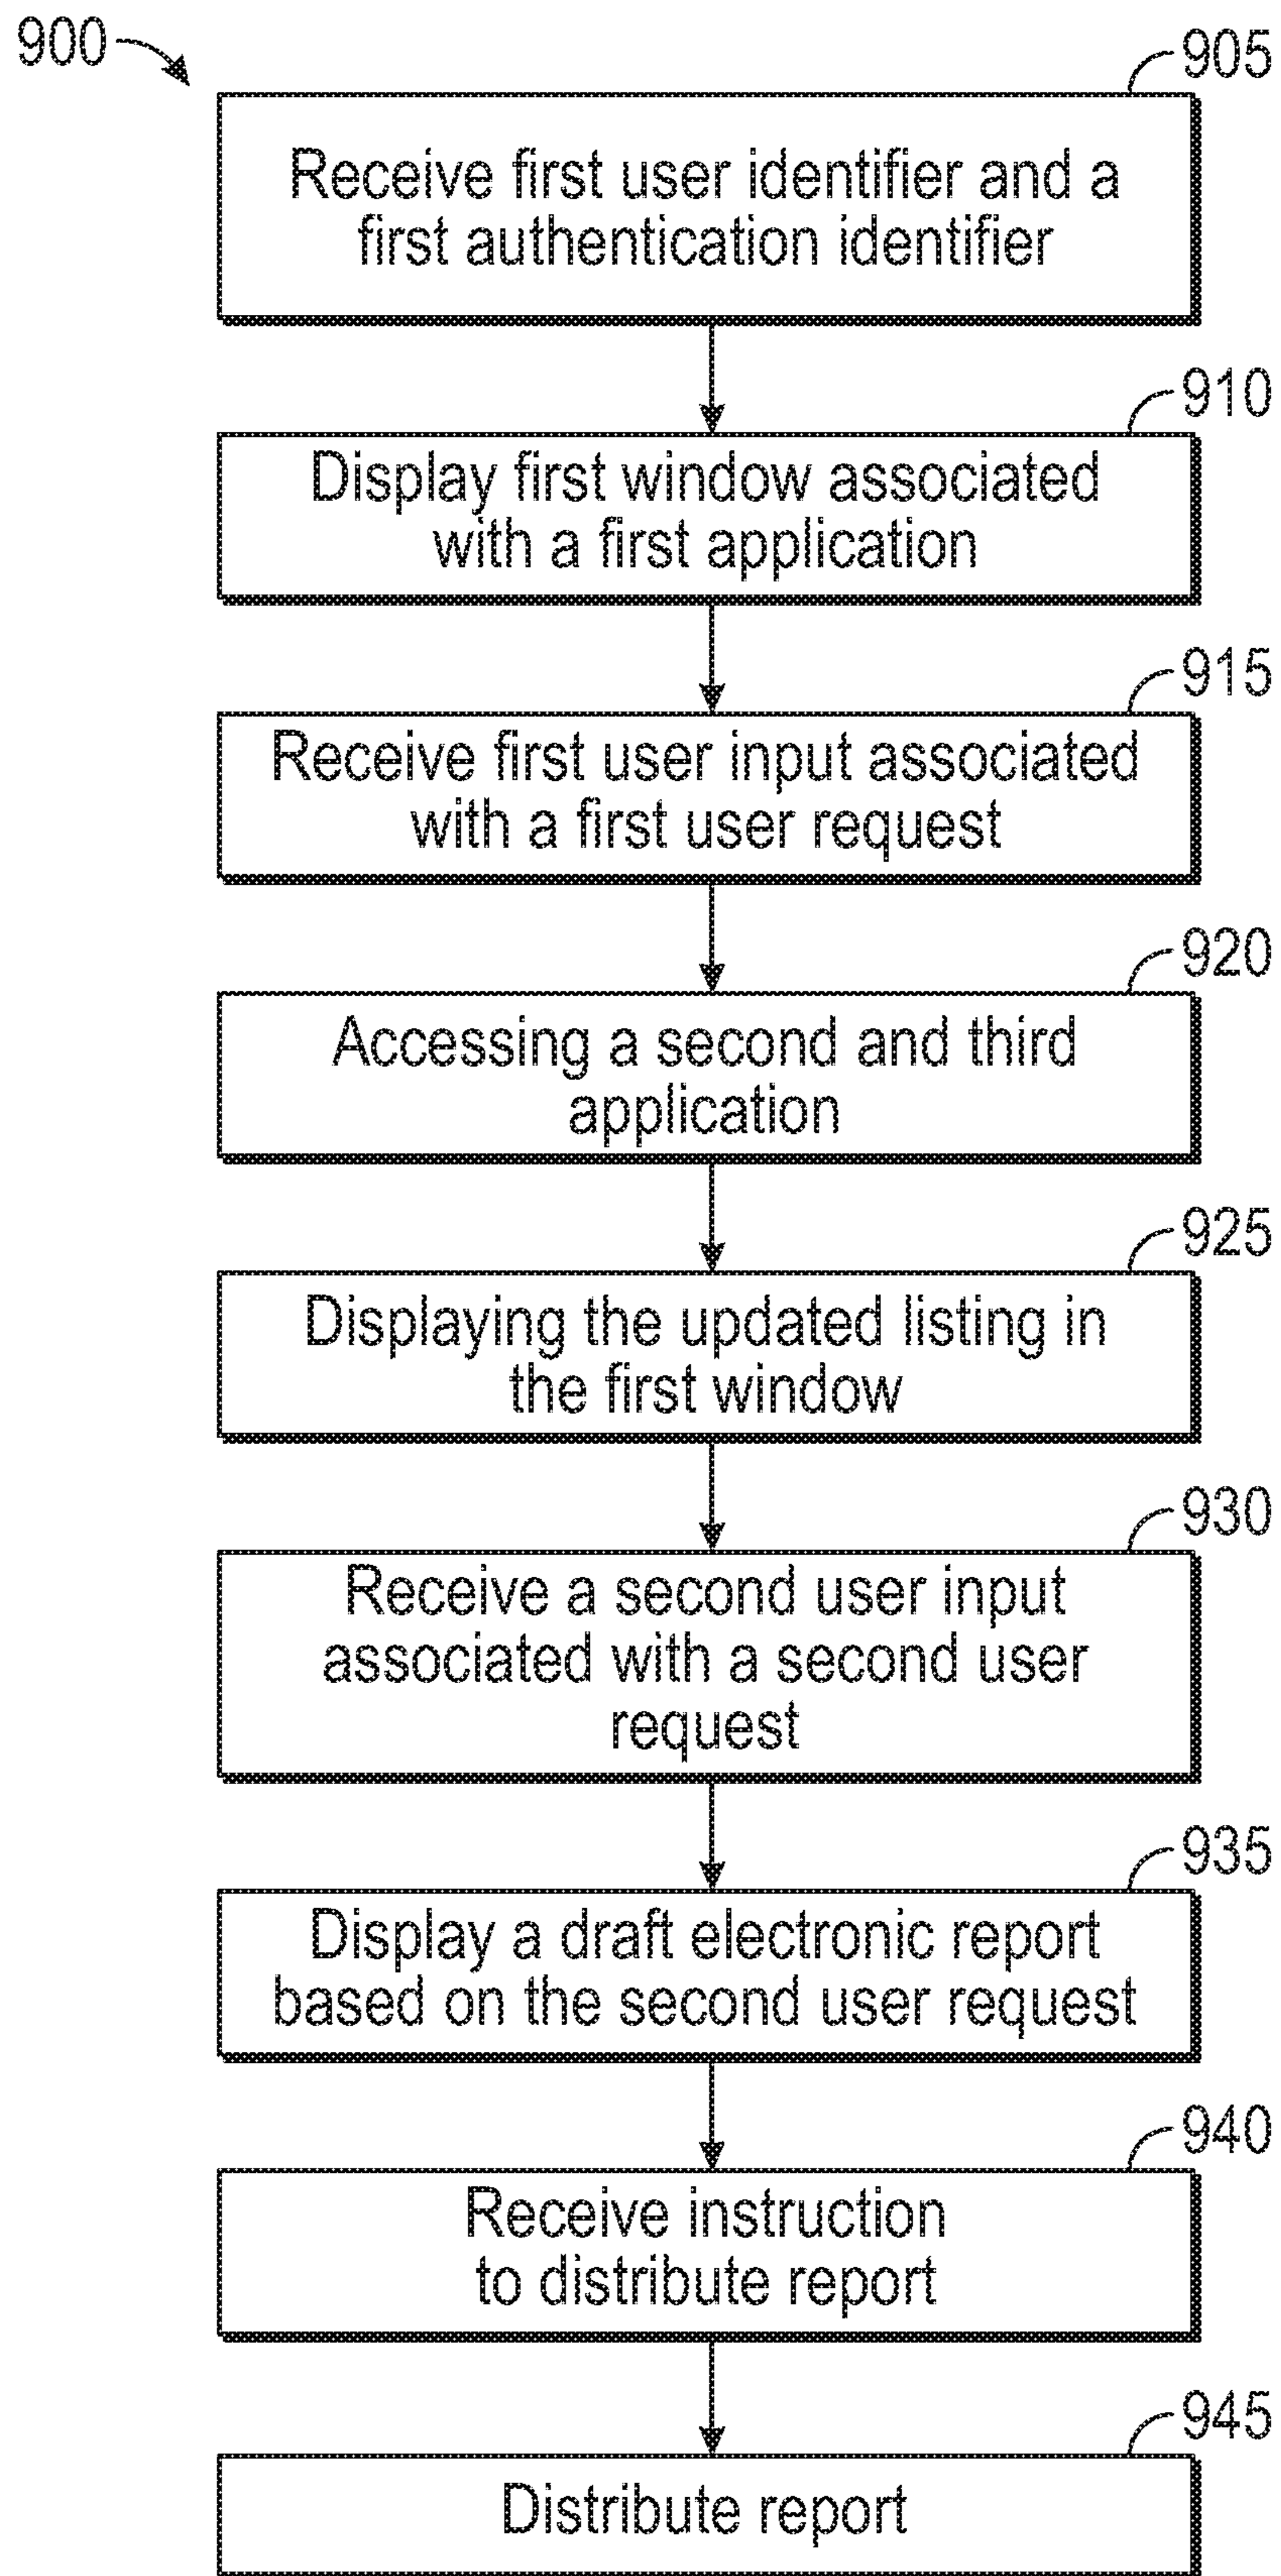 900
905
Receive first user identifier and a
first authentication identifier
910
Display first window associated
with a first application
915
Receive first user input associated
with a first user request
920
Accessing a second and third
application
925
Displaying the updated listing in
the first window
930
Receive a second user input
associated with a second user
request
935
Display a draft electronic report
based on the second user request
940
Receive instruction
to distribute report
945
Distribute report